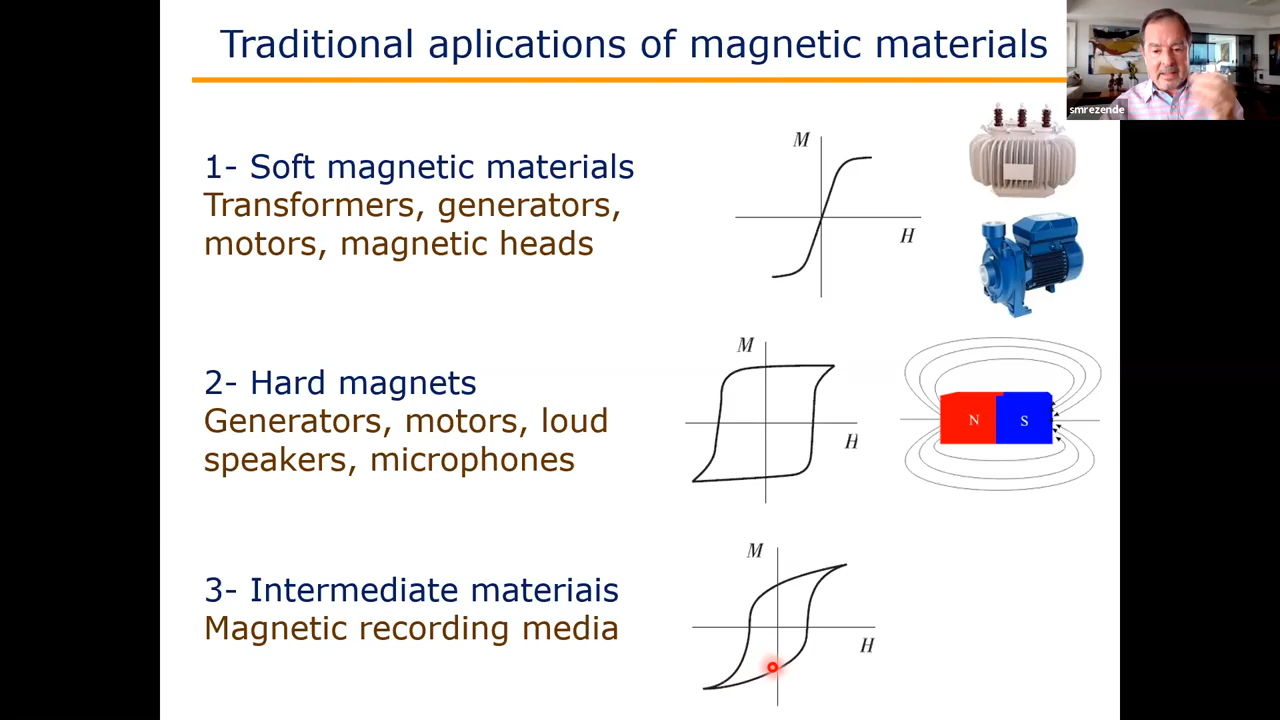 Traditional aplications of magnetic materials
smrezende
1- Soft magnetic materials
Transformers, generators,
motors, magnetic heads
M
H
2- Hard magnets
Generators, motors, loud
speakers, microphones
M
H
N S
3- Intermediate materiais
Magnetic recording media
M
H